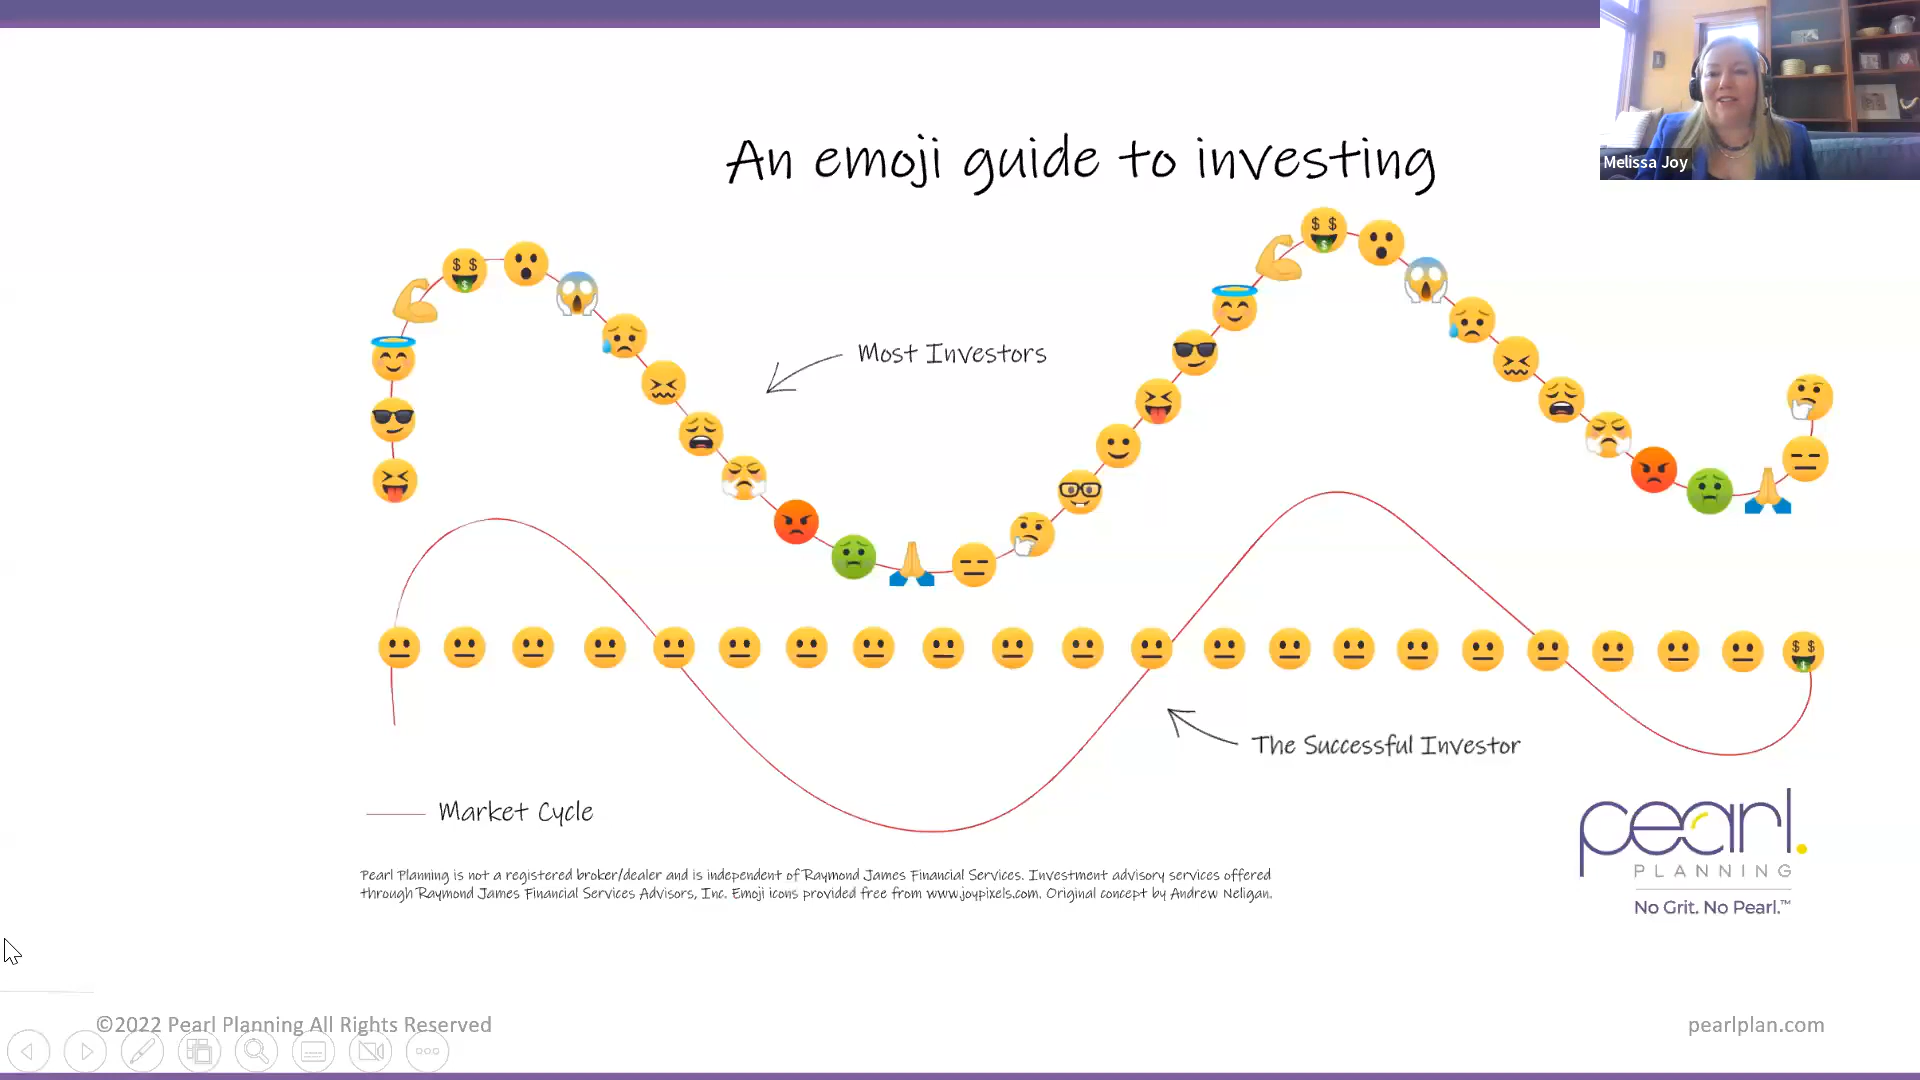 Melissa Joy
An emoji guide to investing
Most Investors
The Successful Investor
Market Cycle
pearl.
PLANNING
No Grit. No Pearl.™
Pearl Planning is not a registered broker/dealer and is independent of Raymond James Financial Services. Investment advisory services offered
through Raymond James Financial Services Advisors, Inc. Emoji icons provided free from www.joypixels.com. Original concept by Andrew Neligan.
©2022 Pearl Planning All Rights Reserved
pearlplan.com